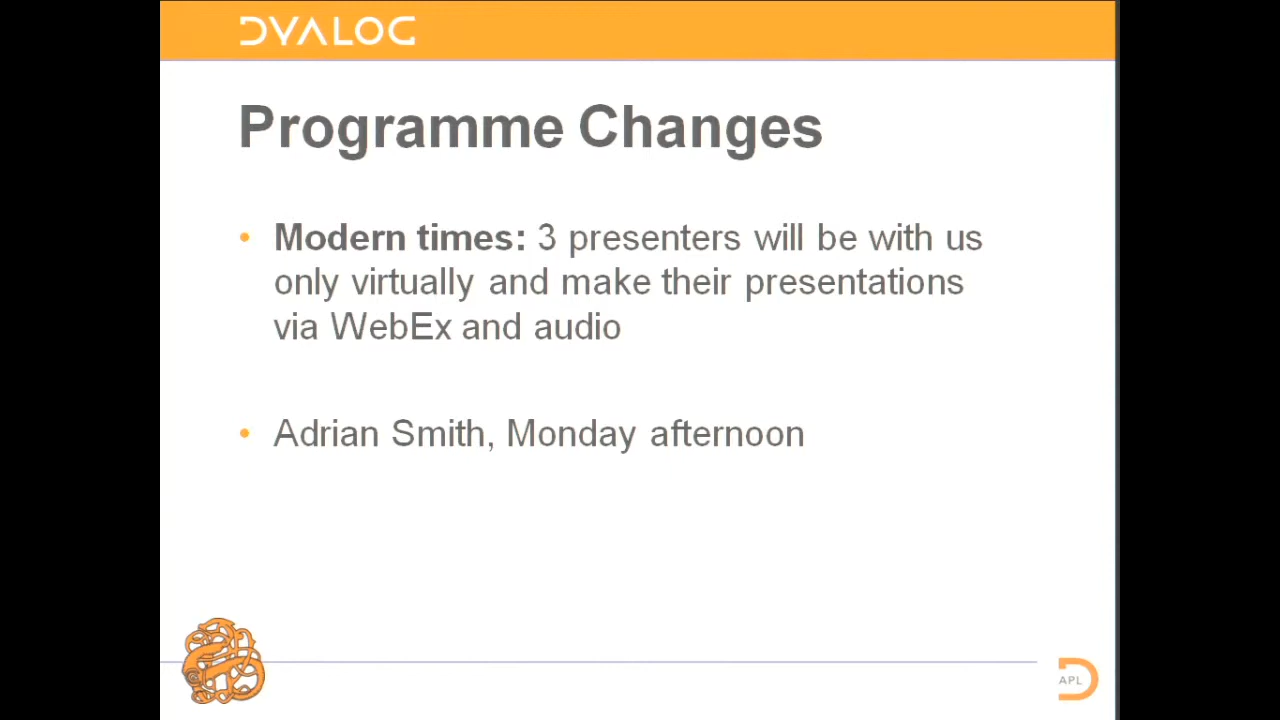 DYALOG
Programme Changes
• Modern times: 3 presenters will be with us
only virtually and make their presentations
via WebEx and audio
• Adrian Smith, Monday afternoon
APL